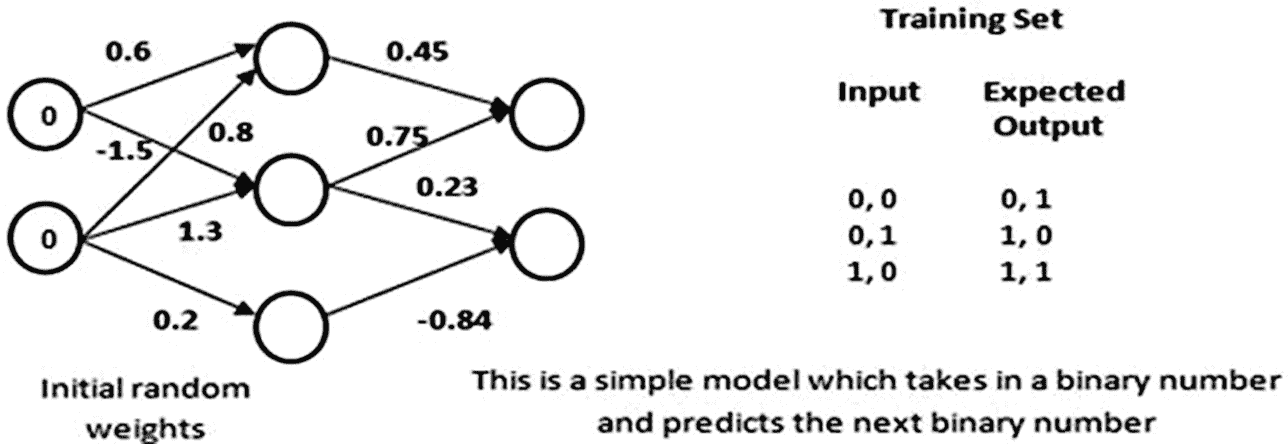 0.6
0.45
0
-1.5
0.8
0.75
0
1.3
0.23
0.2
-0.84
Initial random
weights
Training Set
Input Expected
Output
0, 0 0, 1
0, 1 1, 0
1, 0 1, 1
This is a simple model which takes in a binary number
and predicts the next binary number